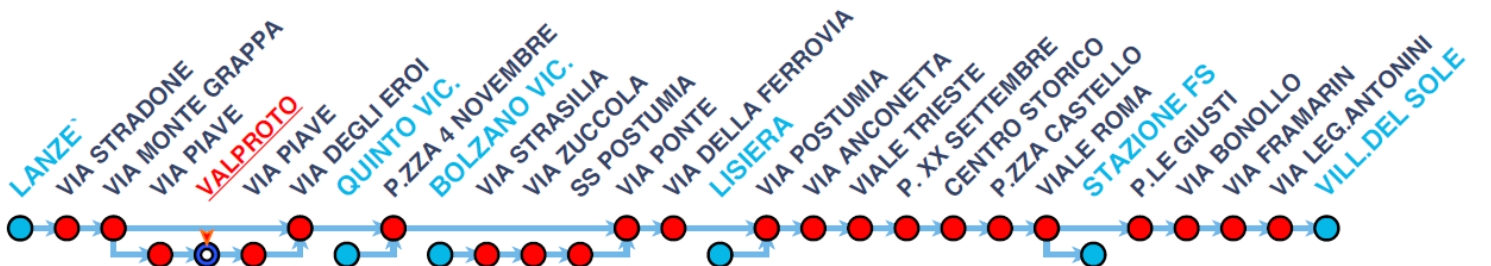 LANZE`
VIA STRADONE
VIA MONTE GRAPPA
VIA PIAVE
VALPROTO
VIA PIAVE
VIA DEGLI EROI
QUINTO VIC.
P.ZZA 4 NOVEMBRE
BOLZANO VIC.
VIA STRASILIA
VIA ZUCCOLA
SS POSTUMIA
VIA PONTE
VIA DELLA FERROVIA
LISIERA
VIA POSTUMIA
VIA ANCONETTA
VIALE TRIESTE
P. XX SETTEMBRE
CENTRO STORICO
P.ZZA CASTELLO
VIALE ROMA
STAZIONE FS
P.LE GIUSTI
VIA BONOLLO
VIA FRAMARIN
VIA LEG.ANTONINI
VILL.DEL SOLE